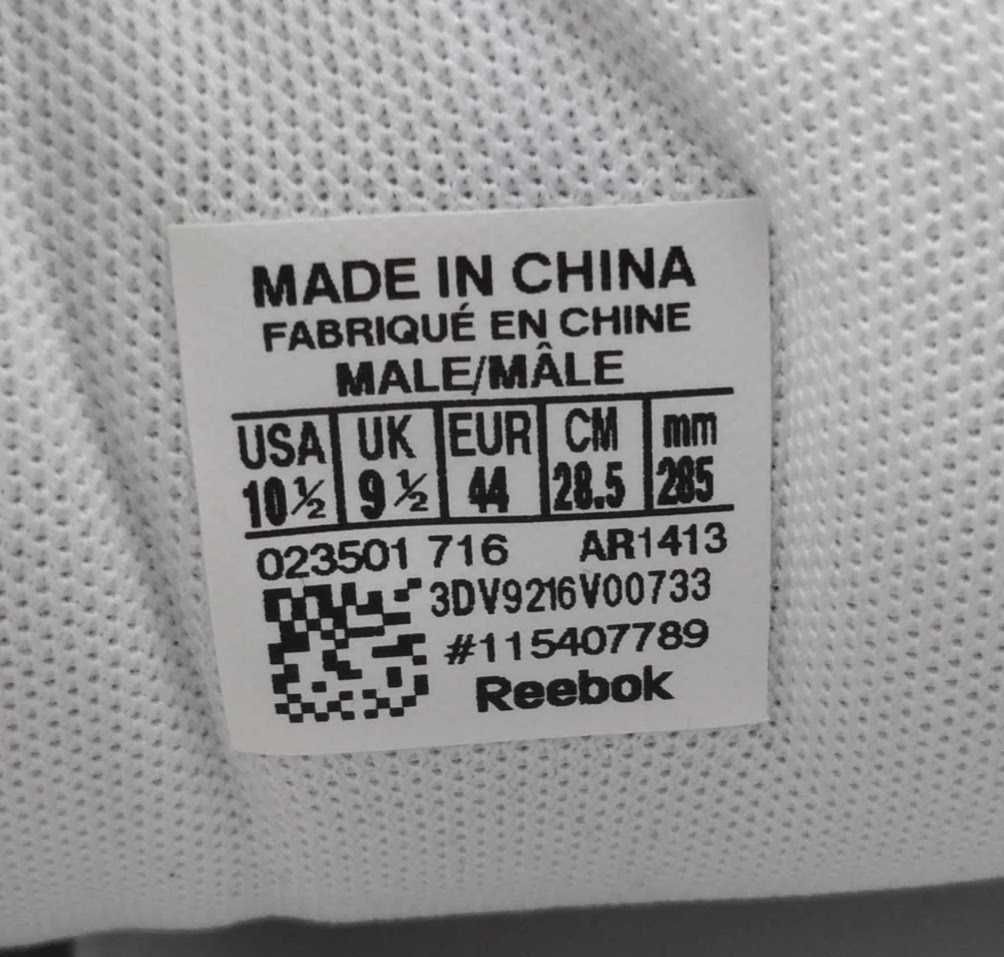 MADE IN CHINA
FABRIQUÉ EN CHINE
MALE/MÂLE
USA UK EUR CM mm
10½ 9½ 44 28.5 285
023501 716 AR1413
3DV9216V00733
#115407789
Reebok